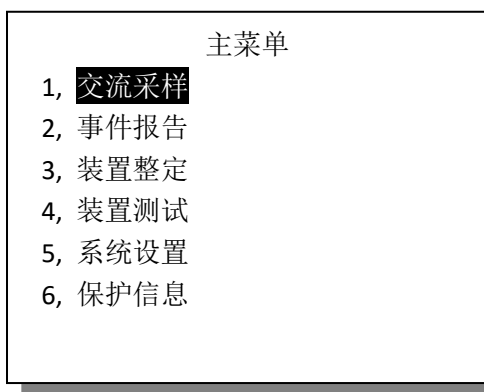 主菜单
1, 交流采样
2, 事件报告
3, 装置整定
4, 装置测试
5, 系统设置
6, 保护信息